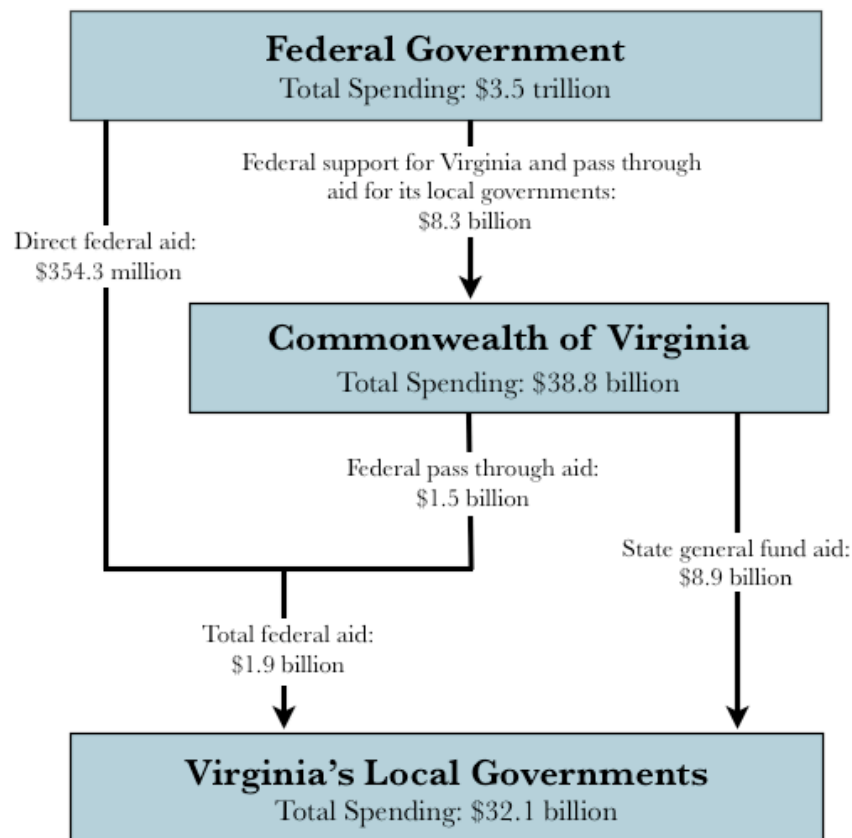 Federal Government
Total Spending: $3.5 trillion
Federal support for Virginia and pass through
aid for its local governments:
$8.3 billion
Direct federal aid:
$354.3 million
Commonwealth of Virginia
Total Spending: $38.8 billion
Federal pass through aid:
$1.5 billion
State general fund aid:
$8.9 billion
Total federal aid:
$1.9 billion
Virginia's Local Governments
Total Spending: $32.1 billion